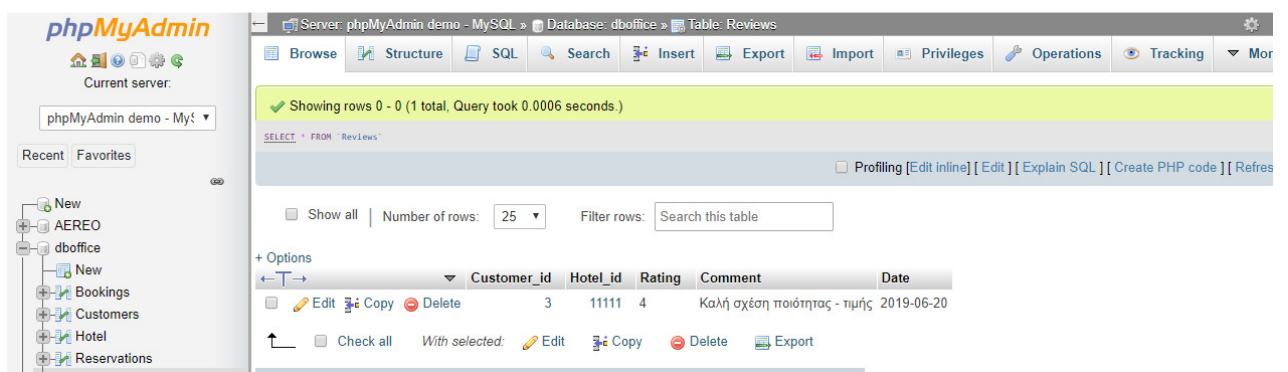 phpMyAdmin
Current server:
phpMyAdmin demo - My
Recent Favorites
New
AEREO
dboffice
New
Bookings
Customers
Hotel
Reservations
Server: phpMyAdmin demo - MySQL » Database: dboffice » Table: Reviews
Browse Structure SQL Search Insert Export Import Privileges Operations Tracking Mor
Showing rows 0 - 0 (1 total, Query took 0.0006 seconds.)
SELECT * FROM `Reviews`
Profiling [Edit inline] [ Edit ] [ Explain SQL ] [ Create PHP code ] [ Refres
Show all | Number of rows: 25 Filter rows: Search this table
+ Options
←T→ Customer_id Hotel_id Rating Comment Date
Edit Copy Delete 3 11111 4 Καλή σχέση ποιότητας - τιμής 2019-06-20
Check all With selected: Edit Copy Delete Export